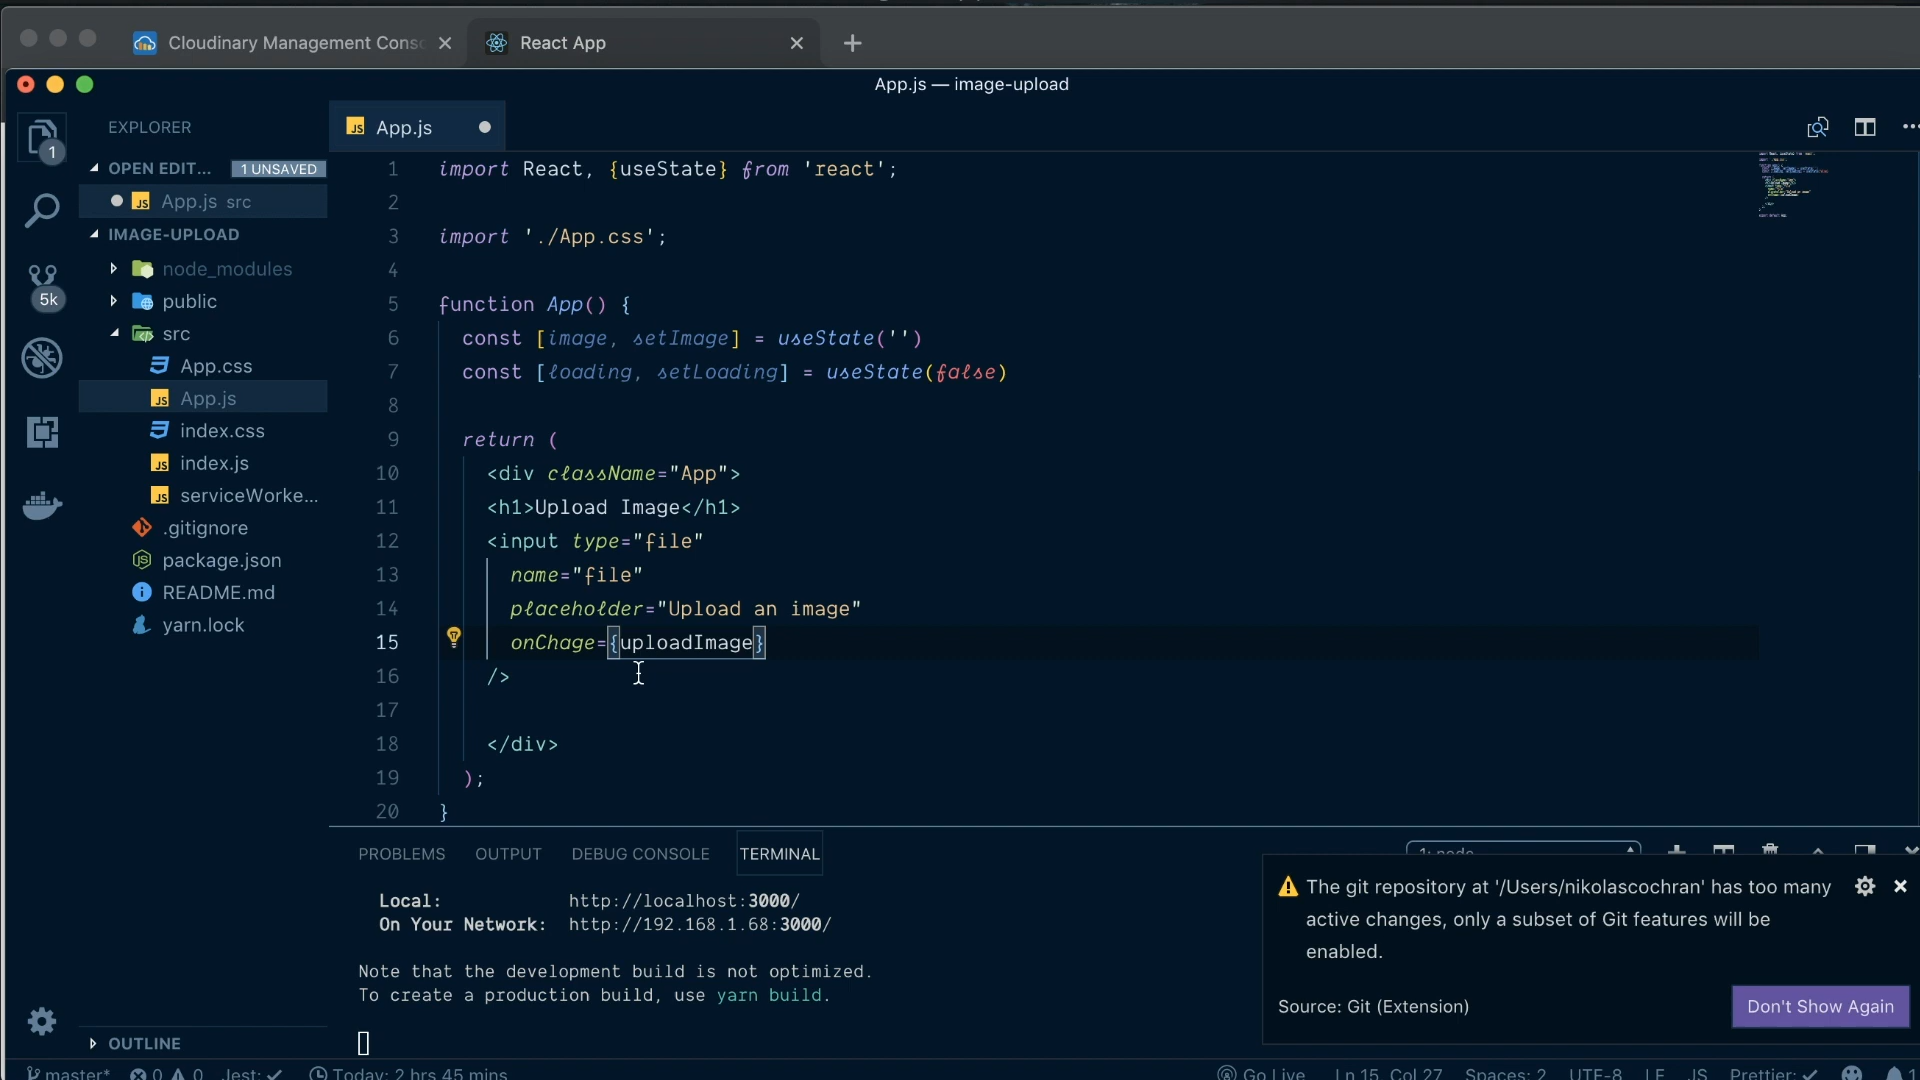 Cloudinary Management Conso
React App
App.js — image-upload
EXPLORER
App.js
OPEN EDIT... 1 UNSAVED
App.js src
IMAGE-UPLOAD
node_modules
public
src
App.css
App.js
index.css
index.js
serviceWorke...
.gitignore
package.json
README.md
yarn.lock
OUTLINE
1
5k
1 import React, {useState} from 'react';
2
3 import './App.css';
4
5 function App() {
6 const [image, setImage] = useState('')
7 const [loading, setLoading] = useState(false)
8
9 return (
10 <div className="App">
11 <h1>Upload Image</h1>
12 <input type="file"
13 name="file"
14 placeholder="Upload an image"
15 onChage={uploadImage}
16 />
17
18 </div>
19 );
20 }
PROBLEMS OUTPUT DEBUG CONSOLE TERMINAL
1: node
Local: http://localhost:3000/
On Your Network: http://192.168.1.68:3000/
Note that the development build is not optimized.
To create a production build, use yarn build.
The git repository at '/Users/nikolascochran' has too many
active changes, only a subset of Git features will be
enabled.
Source: Git (Extension)
Don't Show Again
master* 0 0 Jest: Today: 2 hrs 45 mins Go Live Ln 15, Col 27 Spaces: 2 UTF-8 LF JS Prettier: 1